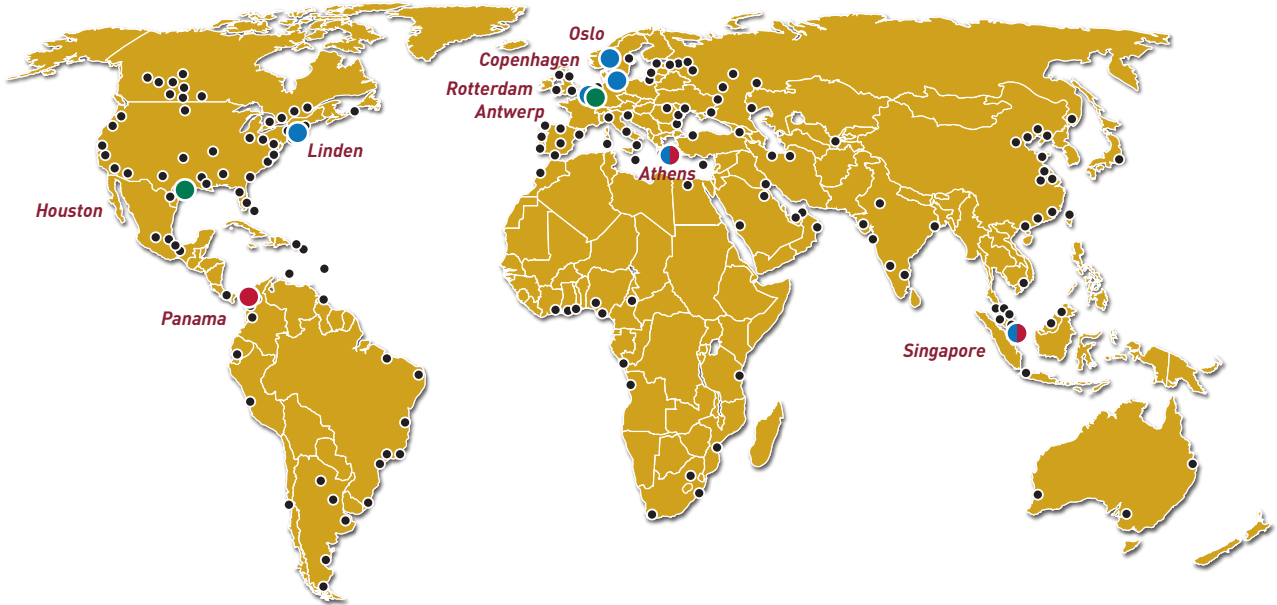 Oslo
Copenhagen
Rotterdam
Antwerp
Linden
Athens
Houston
Panama
Singapore